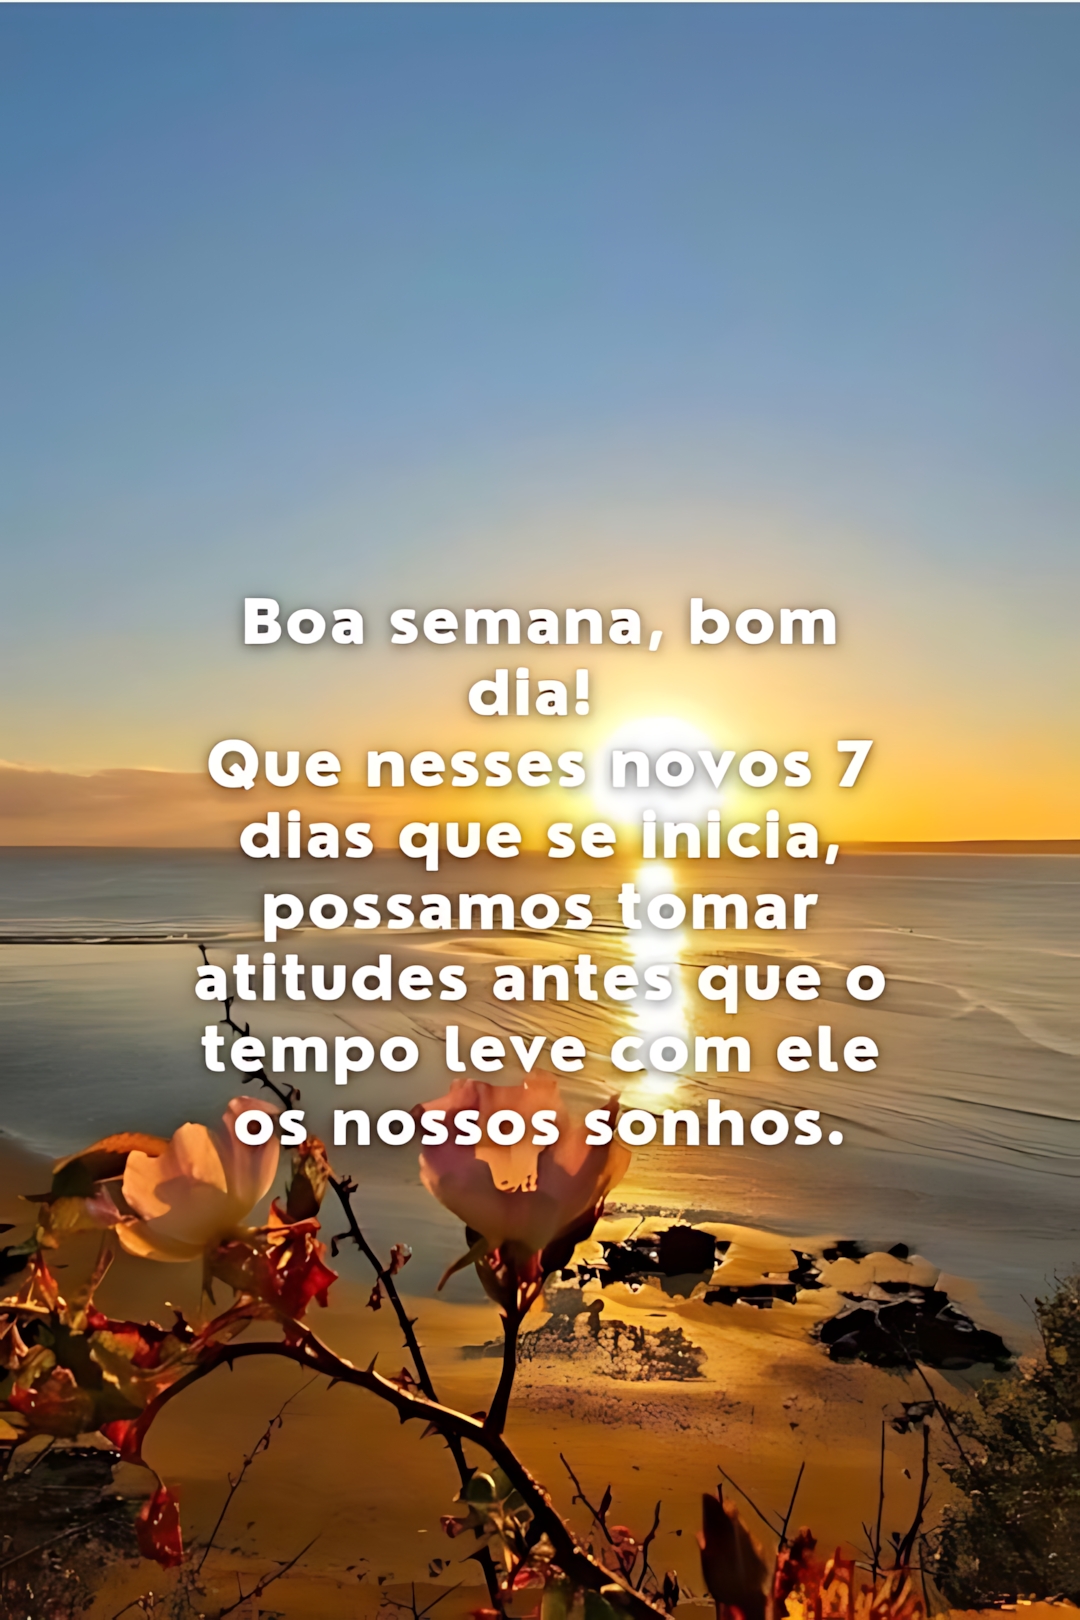 Boa semana, bom
dia!
Que nesses novos 7
dias que se inicia,
possamos tomar
atitudes antes que o
tempo leve com ele
os nossos sonhos.